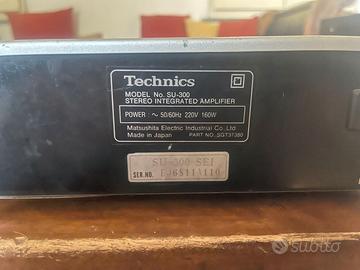 Technics
MODEL No. SU-300
STEREO INTEGRATED AMPLIFIER
POWER : ~ 50/60Hz 220V 160W
Matsushita Electric Industrial Co., Ltd.
Made in Japan PART NO. SGT37380
SU-300 SEI
SER.NO.
subito